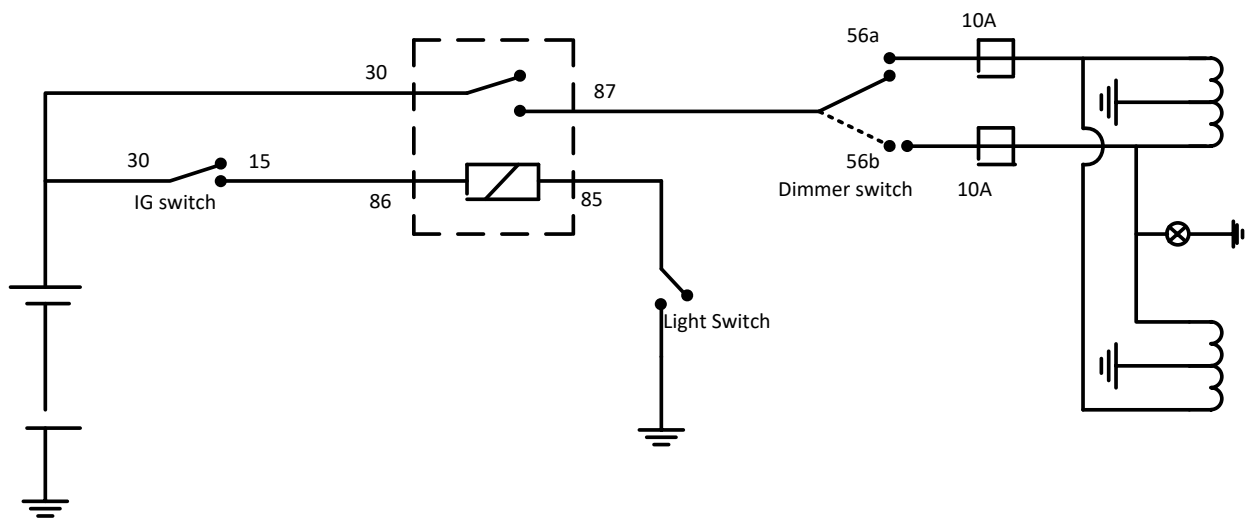 10A
56a
30
87
30
15
IG switch
86
85
56b
Dimmer switch
10A
Light Switch